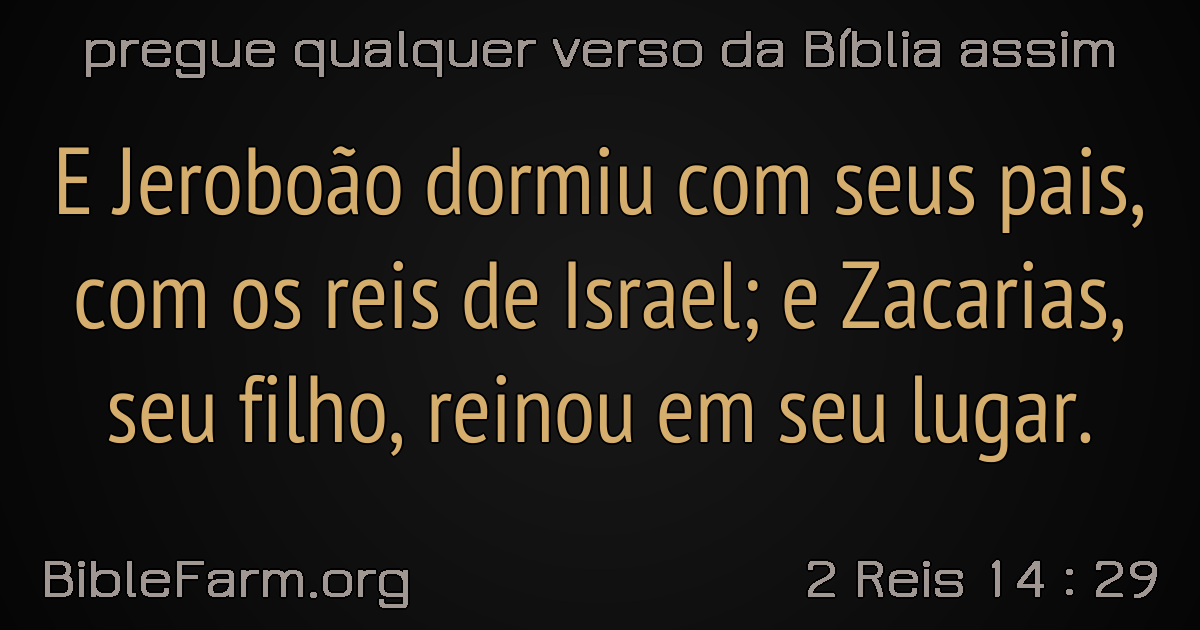 pregue qualquer verso da Bíblia assim
E Jeroboão dormiu com seus pais,
com os reis de Israel; e Zacarias,
seu filho, reinou em seu lugar.
BibleFarm.org
2 Reis 14 : 29